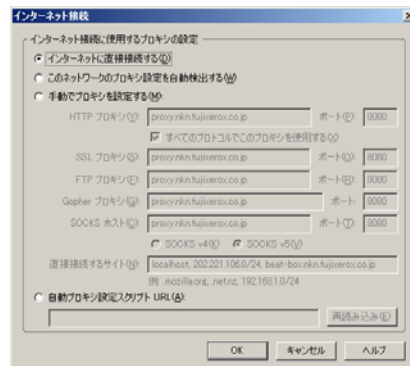 インターネット接続
インターネット接続に使用するプロキシの設定
インターネットに直接接続する(D)
このネットワークのプロキシ設定を自動検出する(W)
手動でプロキシを設定する(M):
HTTP プロキシ(Y): proxy.nkn.fujixerox.co.jp ポート(P): 8080
すべてのプロトコルでこのプロキシを使用する(X)
SSL プロキシ(S): proxy.nkn.fujixerox.co.jp ポート(O): 8080
FTP プロキシ(F): proxy.nkn.fujixerox.co.jp ポート(R): 8080
Gopher プロキシ(G): proxy.nkn.fujixerox.co.jp ポート: 8080
SOCKS ホスト(C): proxy.nkn.fujixerox.co.jp ポート(T): 8080
SOCKS v4(K) SOCKS v5(V)
直接接続するサイト(N): localhost, 202.221.106.0/24, beat-box.nkn.fujixerox.co.jp
例 .mozilla.org, .net.nz, 192.168.1.0/24
自動プロキシ設定スクリプト URL(A):
再読み込み(E)
OK キャンセル ヘルプ